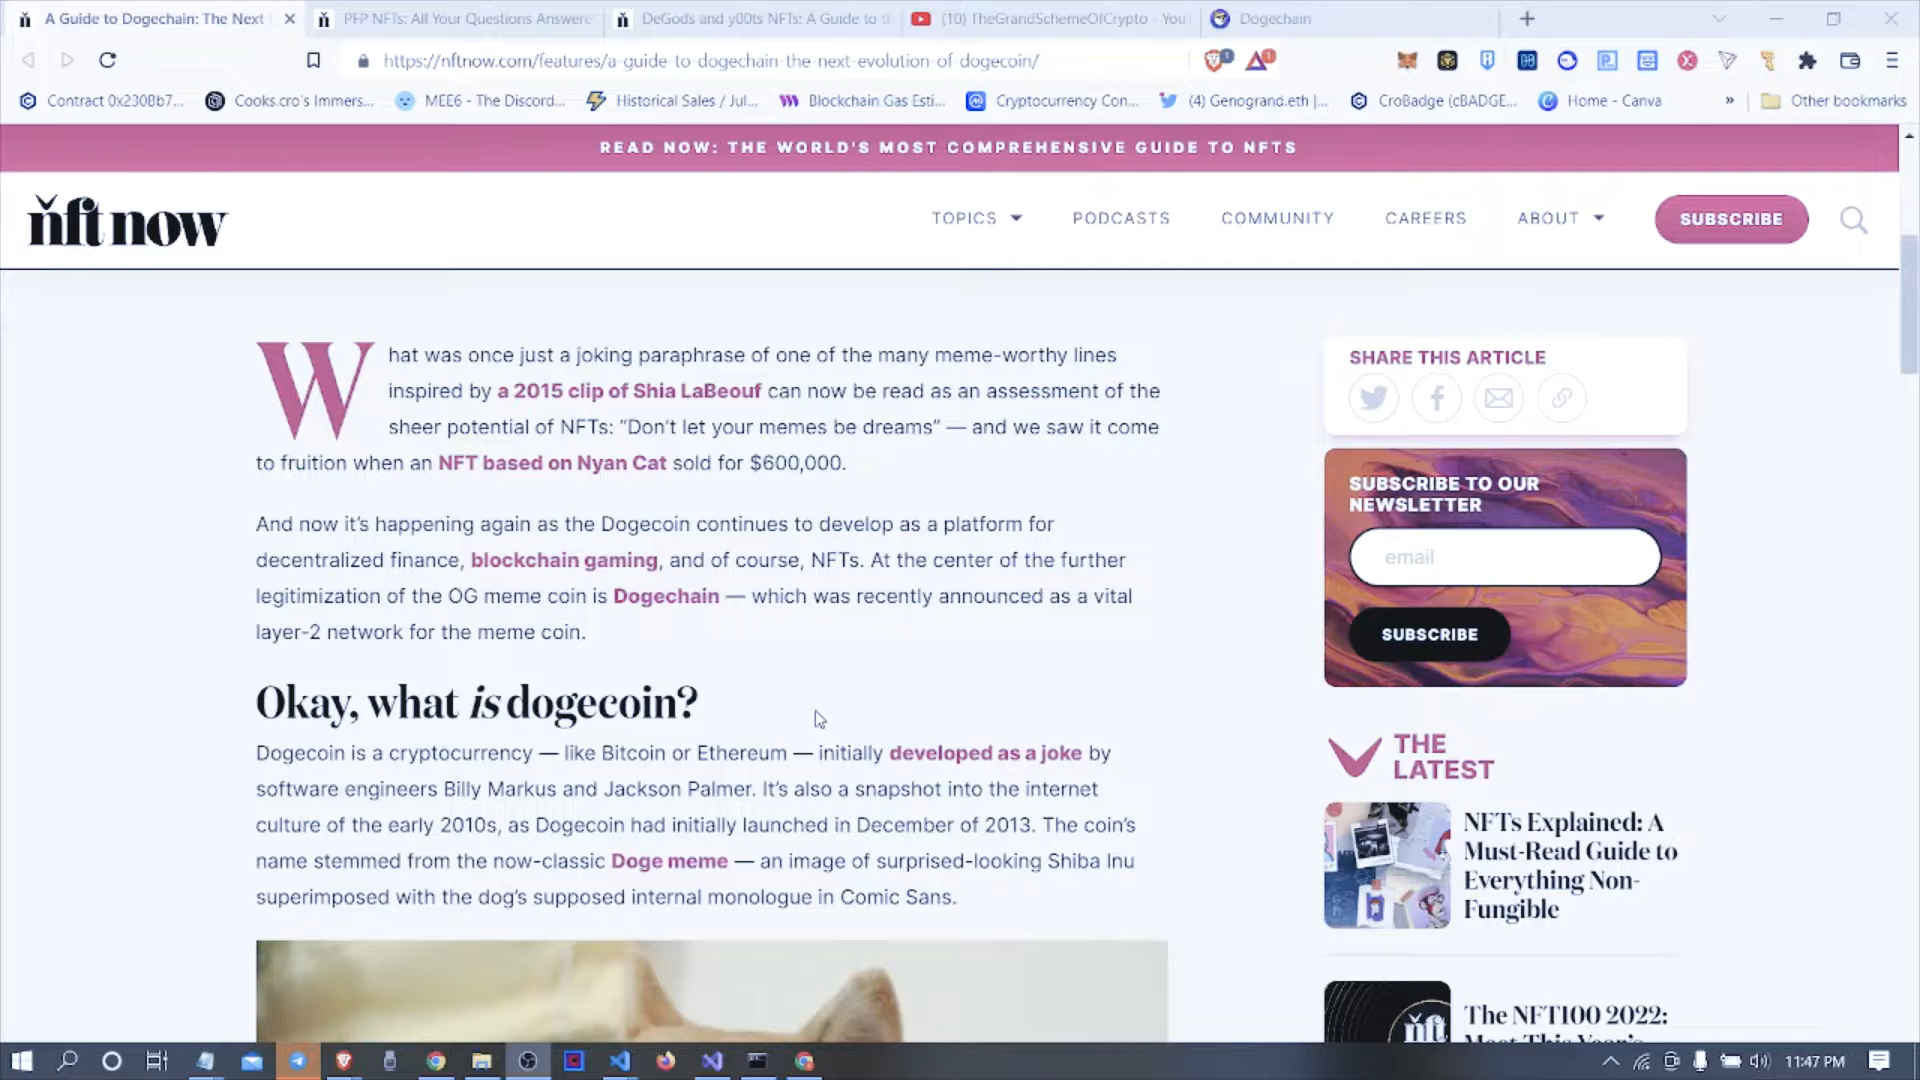 A Guide to Dogechain: The Next
PFP NFTs: All Your Questions Answere
DeGods and y00ts NFTs: A Guide to t
(10) TheGrandSchemeOfCrypto - You
Dogechain
https://nftnow.com/features/a-guide-to-dogechain-the-next-evolution-of-dogecoin/
Contract 0x230Bb7...
Cooks.cro's Immers...
MEE6 - The Discord...
Historical Sales / Jul...
Blockchain Gas Esti...
Cryptocurrency Con...
(4) Genogrand.eth |...
CroBadge (cBADGE...
Home - Canva
»
Other bookmarks
READ NOW: THE WORLD'S MOST COMPREHENSIVE GUIDE TO NFTS
nft now
TOPICS
PODCASTS
COMMUNITY
CAREERS
ABOUT
SUBSCRIBE
What was once just a joking paraphrase of one of the many meme-worthy lines
inspired by a 2015 clip of Shia LaBeouf can now be read as an assessment of the
sheer potential of NFTs: “Don’t let your memes be dreams” — and we saw it come
to fruition when an NFT based on Nyan Cat sold for $600,000.
And now it’s happening again as the Dogecoin continues to develop as a platform for
decentralized finance, blockchain gaming, and of course, NFTs. At the center of the further
legitimization of the OG meme coin is Dogechain — which was recently announced as a vital
layer-2 network for the meme coin.
Okay, what is dogecoin?
Dogecoin is a cryptocurrency — like Bitcoin or Ethereum — initially developed as a joke by
software engineers Billy Markus and Jackson Palmer. It’s also a snapshot into the internet
culture of the early 2010s, as Dogecoin had initially launched in December of 2013. The coin’s
name stemmed from the now-classic Doge meme — an image of surprised-looking Shiba Inu
superimposed with the dog’s supposed internal monologue in Comic Sans.
SHARE THIS ARTICLE
SUBSCRIBE TO OUR
NEWSLETTER
email
SUBSCRIBE
THE
LATEST
NFTs Explained: A
Must-Read Guide to
Everything Non-
Fungible
The NFT100 2022:
Meet This Year's
11:47 PM